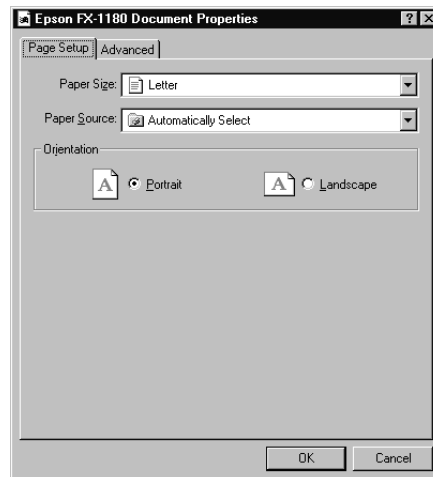 Epson FX-1180 Document Properties
Page Setup Advanced
Paper Size: Letter
Paper Source: Automatically Select
Orientation
A Portrait A Landscape
OK Cancel